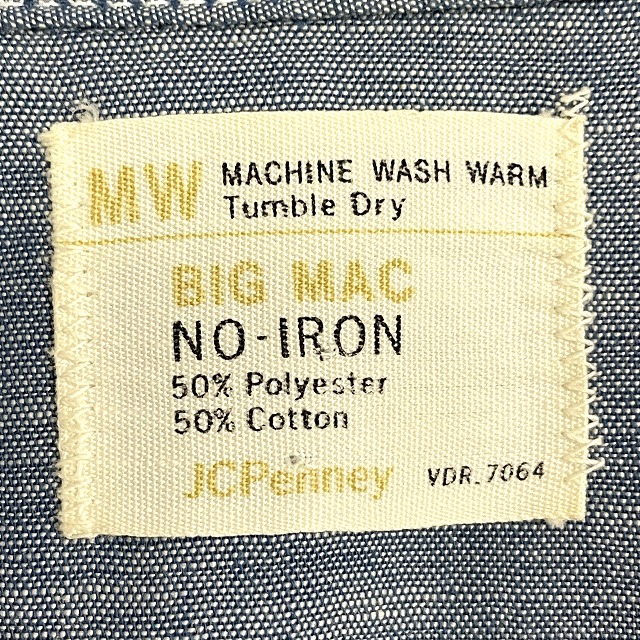 MW MACHINE WASH WARM
Tumble Dry
BIG MAC
NO-IRON
50% Polyester
50% Cotton
JCPenney VDR. 7064